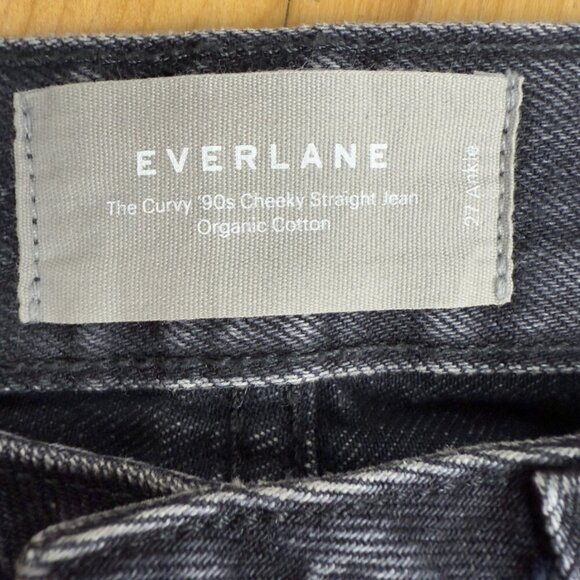 EVERLANE
The Curvy '90s Cheeky Straight Jean
Organic Cotton
27 Ankle